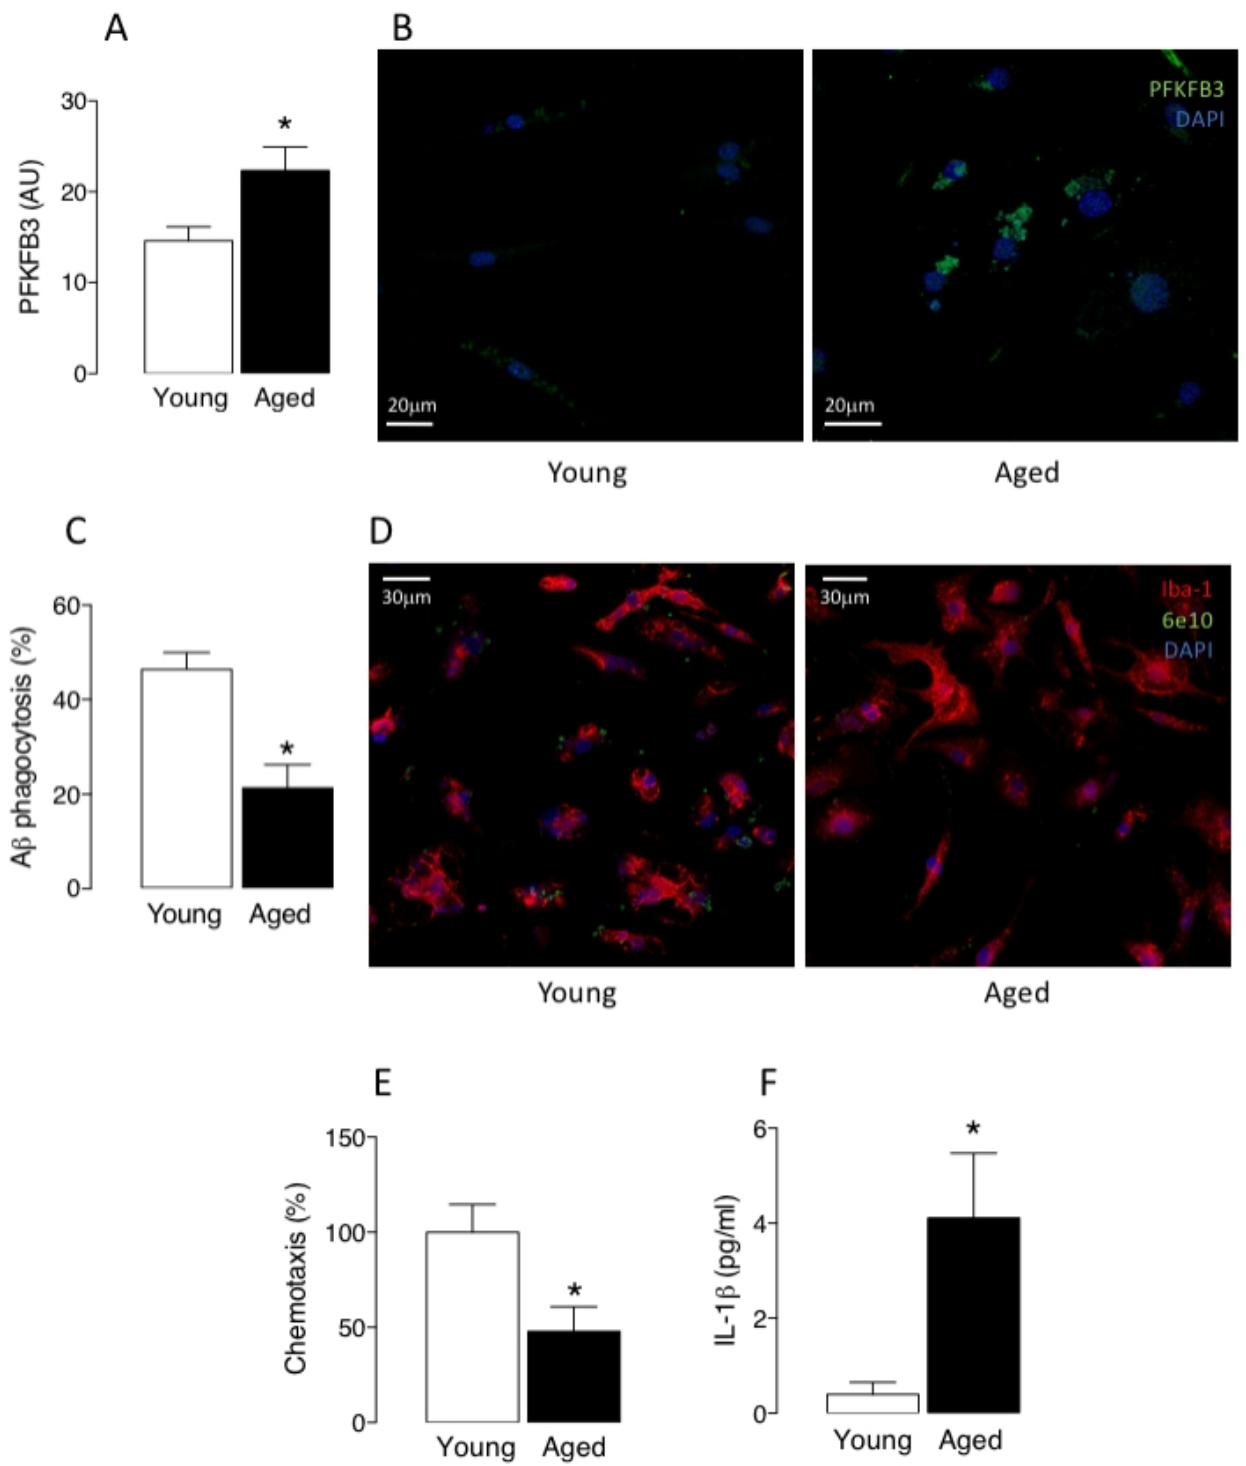 A
B
30
20
10
0
PFKFB3 (AU)
*
Young Aged
PFKFB3
DAPI
20μm
20μm
Young
Aged
C
D
60
40
20
0
Aβ phagocytosis (%)
*
Young Aged
30μm
30μm
Iba-1
6e10
DAPI
Young
Aged
E
F
150
100
50
0
Chemotaxis (%)
*
Young Aged
6
4
2
0
IL-1β (pg/ml)
*
Young Aged